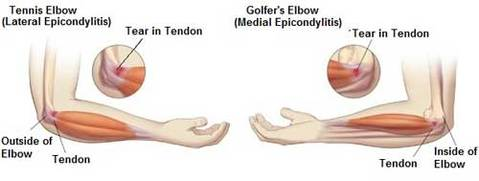 Tennis Elbow
(Lateral Epicondylitis)
Tear in Tendon
Outside of
Elbow
Tendon
Golfer's Elbow
(Medial Epicondylitis)
Tear in Tendon
Tendon
Inside of
Elbow